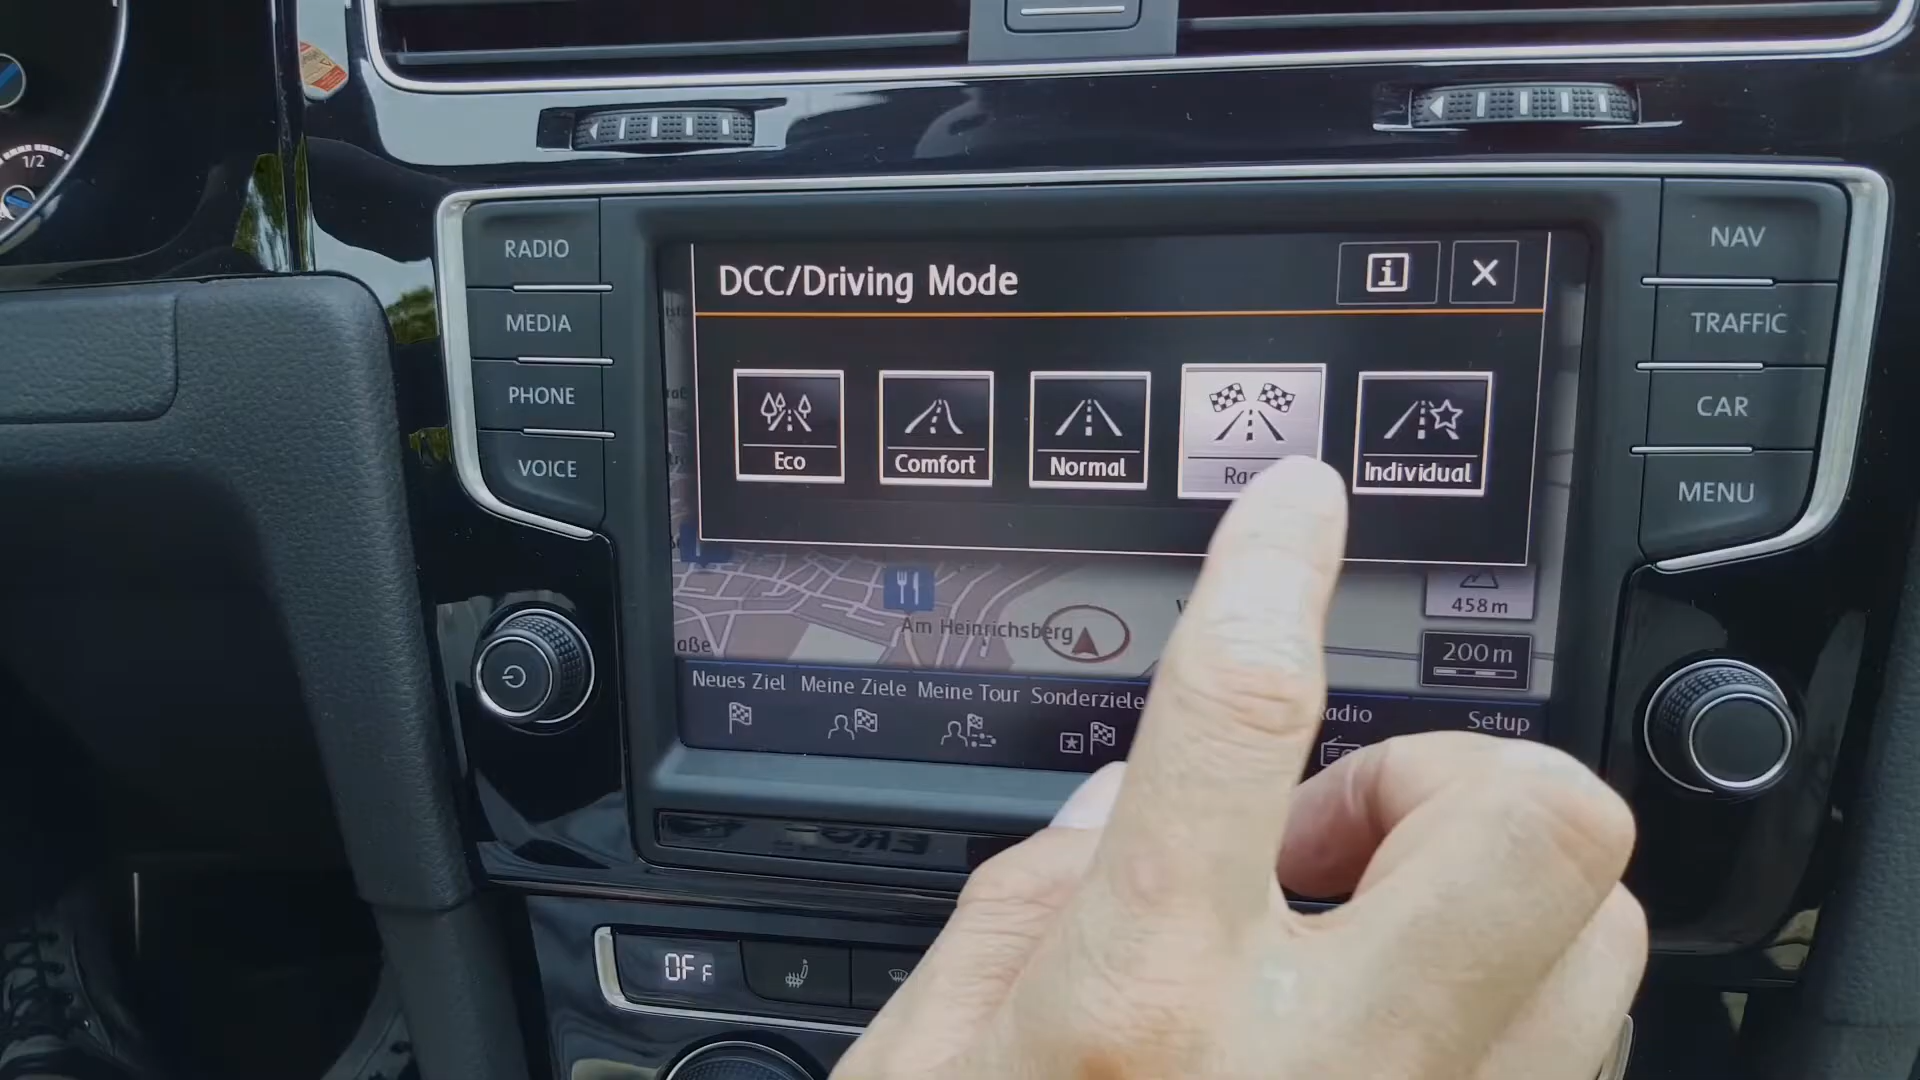 1/2
RADIO
MEDIA
PHONE
VOICE
DCC/Driving Mode
i
Eco
Comfort
Normal
Individual
NAV
TRAFFIC
CAR
MENU
Am Heinrichsberg
aße
458m
200m
Neues Ziel
Meine Ziele
Meine Tour
Sonderziele
Radio
Setup
OFF